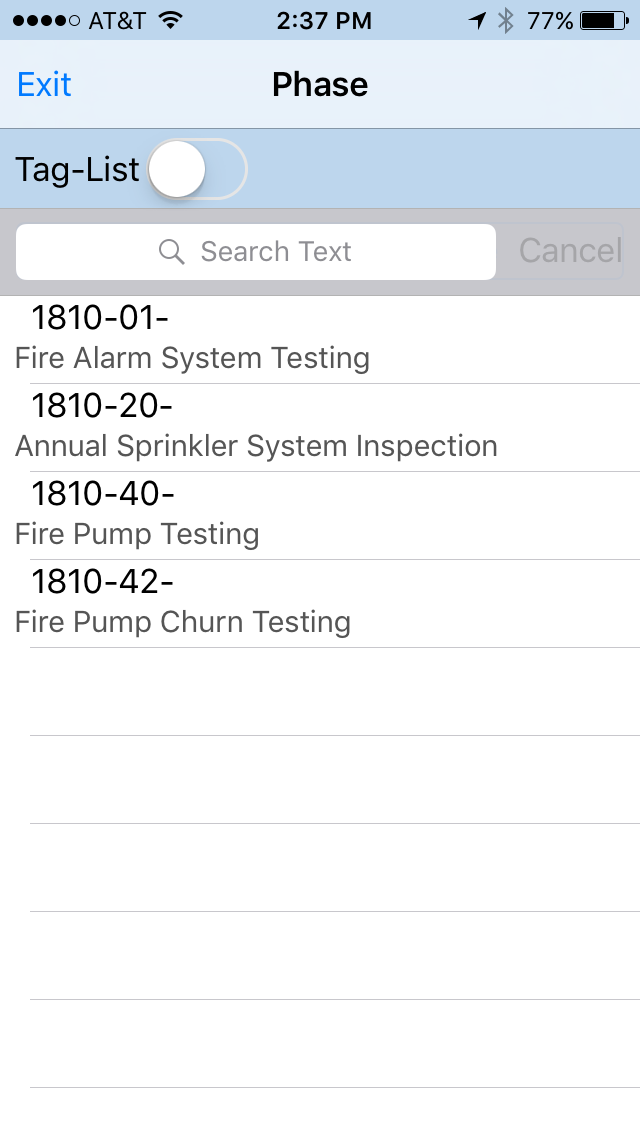 AT&T 2:37 PM 77%
Exit Phase
Tag-List
Search Text Cancel
1810-01-
Fire Alarm System Testing
1810-20-
Annual Sprinkler System Inspection
1810-40-
Fire Pump Testing
1810-42-
Fire Pump Churn Testing